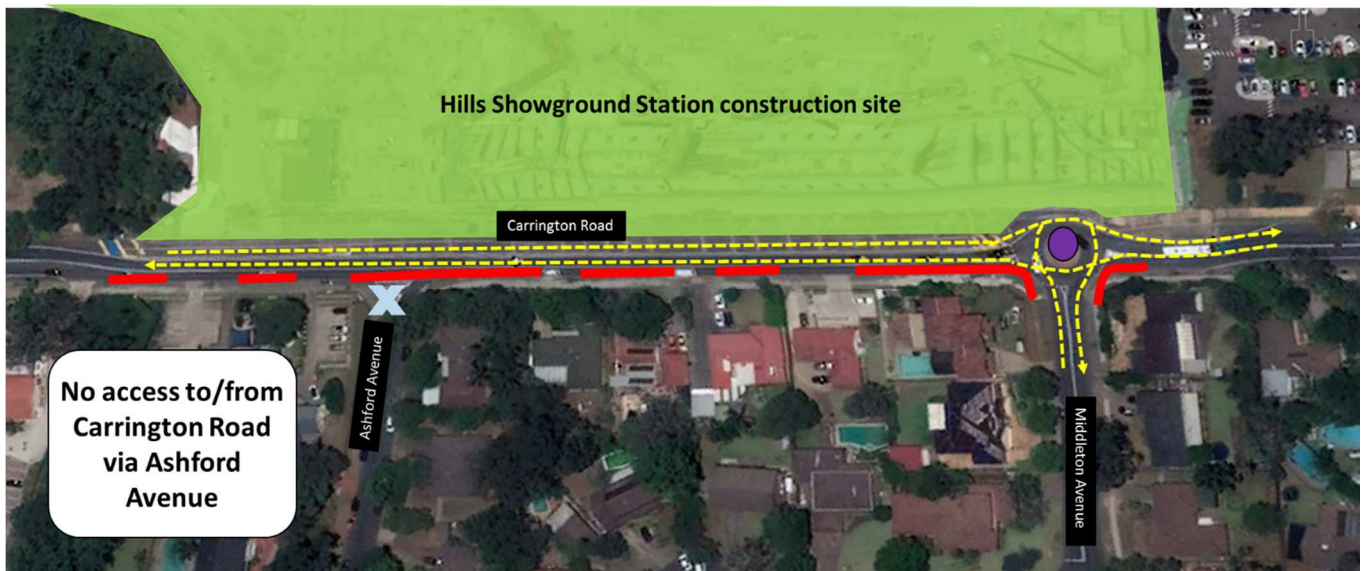 Hills Showground Station construction site
Carrington Road
Ashford Avenue
No access to/from
Carrington Road
via Ashford
Avenue
Middleton Avenue